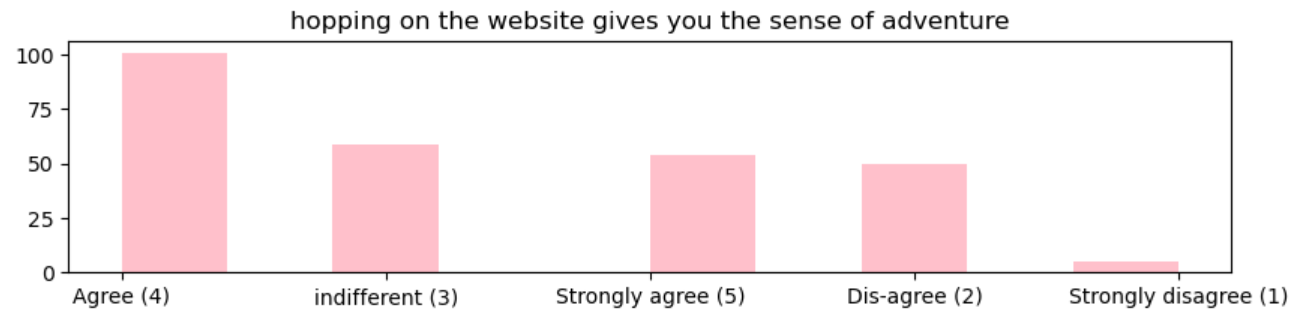 hopping on the website gives you the sense of adventure
100
75
50
25
0
Agree (4) indifferent (3) Strongly agree (5) Dis-agree (2) Strongly disagree (1)